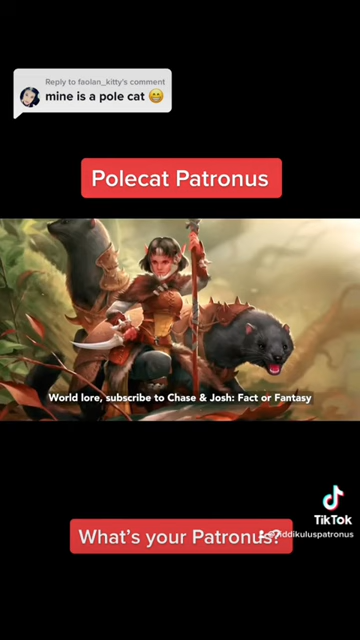 Reply to faolan_kitty's comment
mine is a pole cat 😁
Polecat Patronus
World lore, subscribe to Chase & Josh: Fact or Fantasy
TikTok
What's your Patronus?